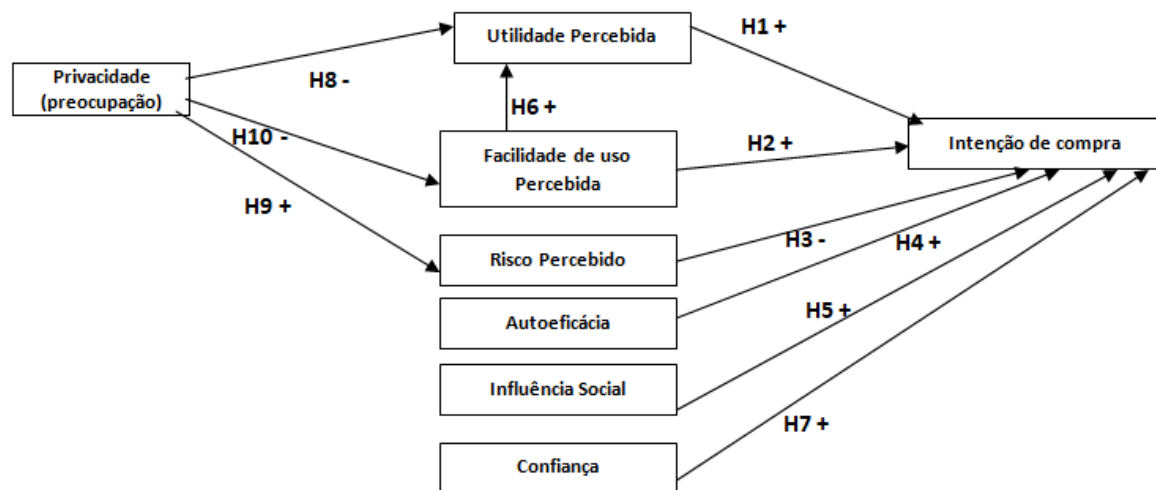 Utilidade Percebida
H1 +
Privacidade
(preocupação)
H8 -
H6 +
H10 -
Facilidade de uso
Percebida
H2 +
Intenção de compra
H9 +
Risco Percebido
H3 -
H4 +
Autoeficácia
H5 +
Influência Social
H7 +
Confiança